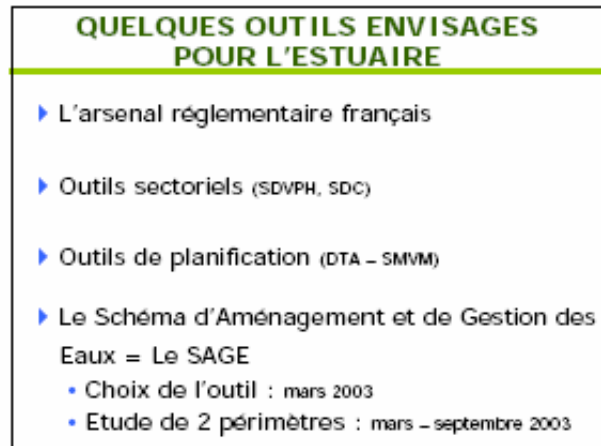 QUELQUES OUTILS ENVISAGES
POUR L'ESTUAIRE
L'arsenal réglementaire français
Outils sectoriels (SDVPH, SDC)
Outils de planification (DTA – SMVM)
Le Schéma d'Aménagement et de Gestion des
Eaux = Le SAGE
• Choix de l'outil : mars 2003
• Etude de 2 périmètres : mars – septembre 2003